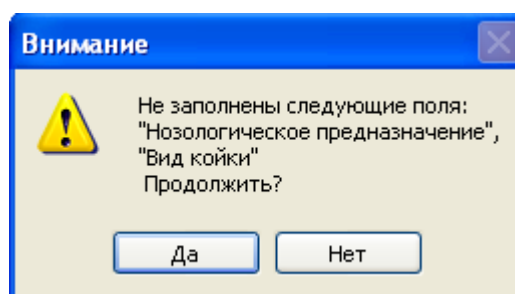 Внимание
Не заполнены следующие поля:
"Нозологическое предназначение",
"Вид койки"
Продолжить?
Да
Нет